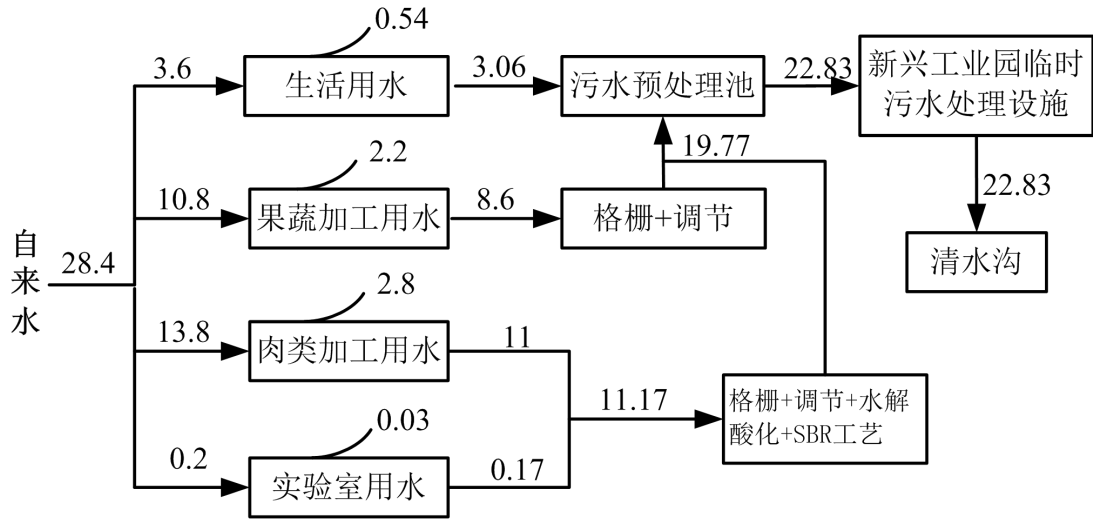 0.54
3.6
生活用水
3.06
污水预处理池
22.83
新兴工业园临时
污水处理设施
2.2
19.77
22.83
10.8
果蔬加工用水
8.6
格栅+调节
清水沟
自来水
28.4
2.8
13.8
肉类加工用水
11
11.17
格栅+调节+水解
酸化+SBR工艺
0.03
0.2
实验室用水
0.17